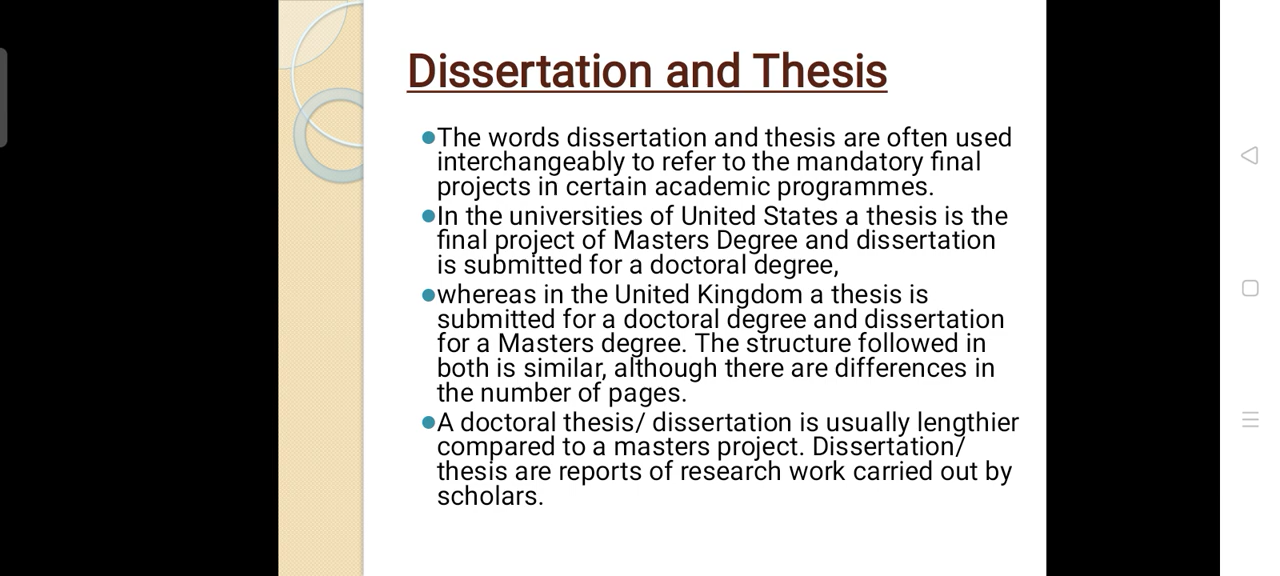 Dissertation and Thesis
●The words dissertation and thesis are often used
interchangeably to refer to the mandatory final
projects in certain academic programmes.
●In the universities of United States a thesis is the
final project of Masters Degree and dissertation
is submitted for a doctoral degree,
●whereas in the United Kingdom a thesis is
submitted for a doctoral degree and dissertation
for a Masters degree. The structure followed in
both is similar, although there are differences in
the number of pages.
●A doctoral thesis/ dissertation is usually lengthier
compared to a masters project. Dissertation/
thesis are reports of research work carried out by
scholars.